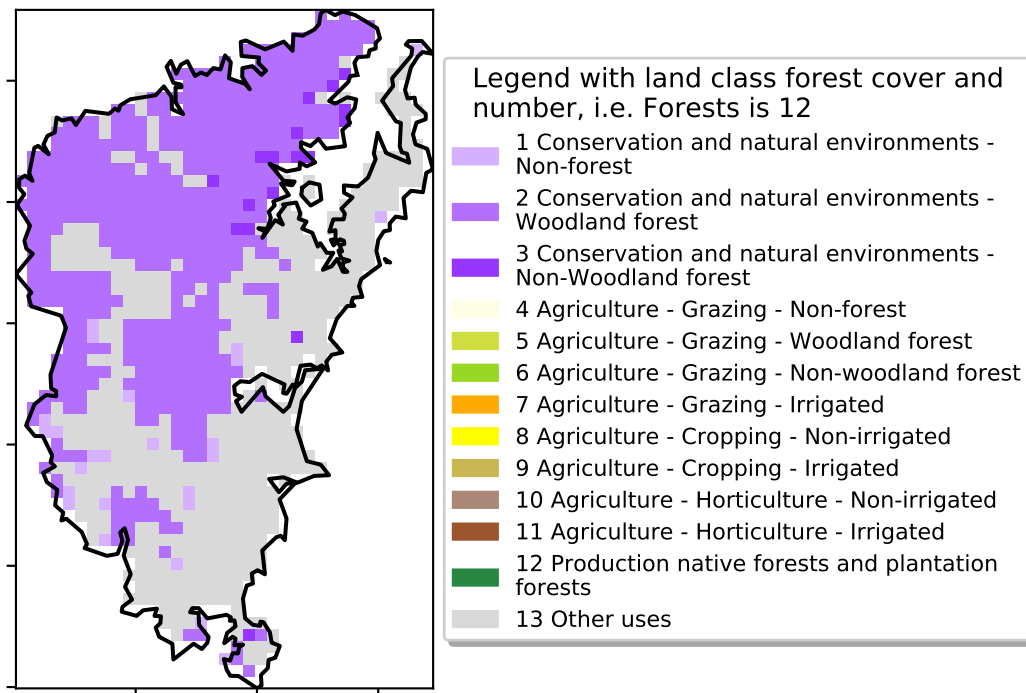 Legend with land class forest cover and
number, i.e. Forests is 12
1 Conservation and natural environments -
Non-forest
2 Conservation and natural environments -
Woodland forest
3 Conservation and natural environments -
Non-Woodland forest
4 Agriculture - Grazing - Non-forest
5 Agriculture - Grazing - Woodland forest
6 Agriculture - Grazing - Non-woodland forest
7 Agriculture - Grazing - Irrigated
8 Agriculture - Cropping - Non-irrigated
9 Agriculture - Cropping - Irrigated
10 Agriculture - Horticulture - Non-irrigated
11 Agriculture - Horticulture - Irrigated
12 Production native forests and plantation
forests
13 Other uses